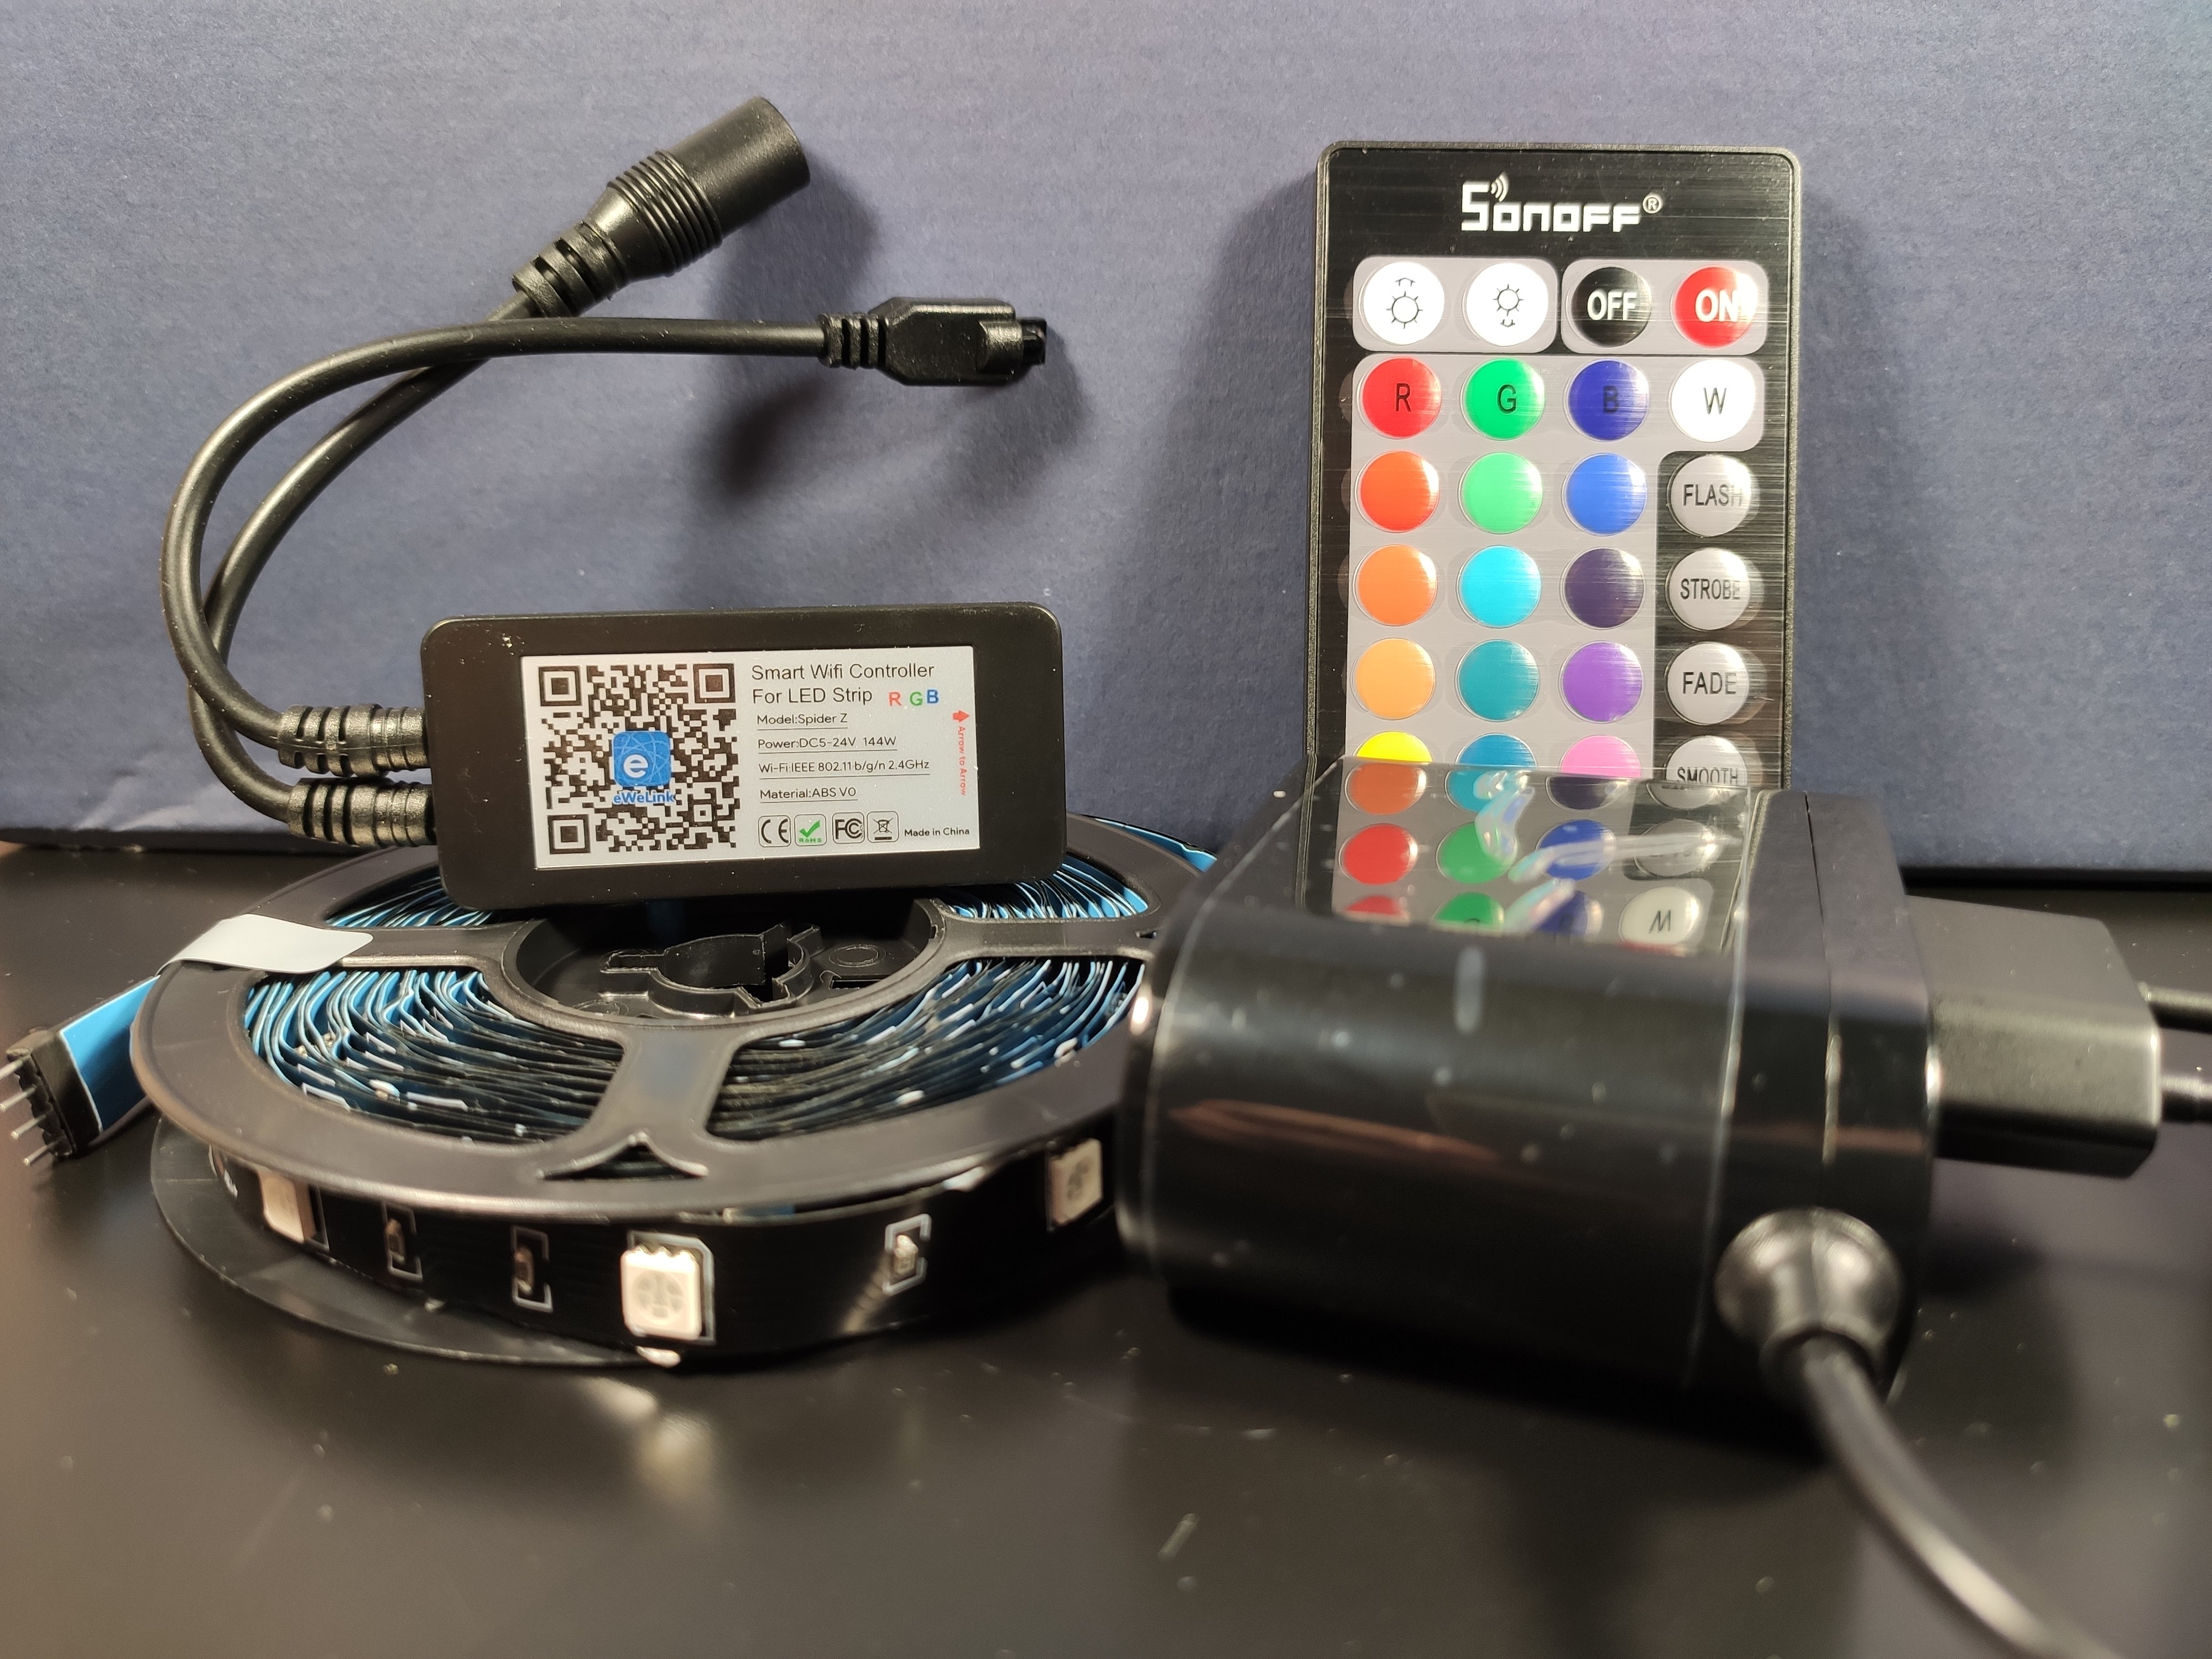 Smart Wifi Controller
For LED Strip R G B
Model:Spider Z
Power:DC5-24V 144W
Wi-Fi:IEEE 802.11 b/g/n 2.4GHz
Material:ABS V0
Arrow to Arrow
e
eWeLink
CE RoHS FC Made in China
SONOFF®
OFF ON
R G B W
FLASH
STROBE
FADE
SMOOTH